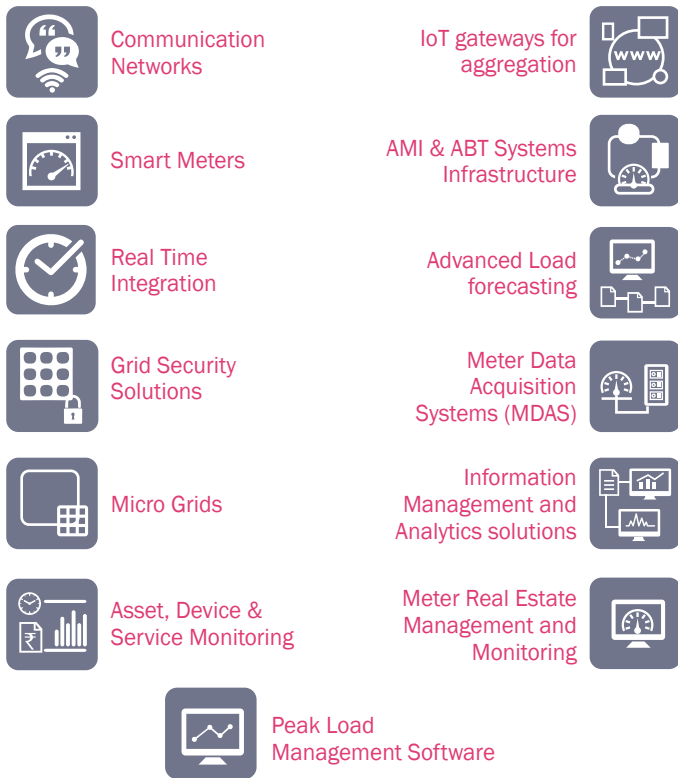 Communication
Networks
IoT gateways for
aggregation
www
Smart Meters
AMI & ABT Systems
Infrastructure
Real Time
Integration
Advanced Load
forecasting
Grid Security
Solutions
Meter Data
Acquisition
Systems (MDAS)
Micro Grids
Information
Management and
Analytics solutions
₹
Asset, Device &
Service Monitoring
Meter Real Estate
Management and
Monitoring
Peak Load
Management Software